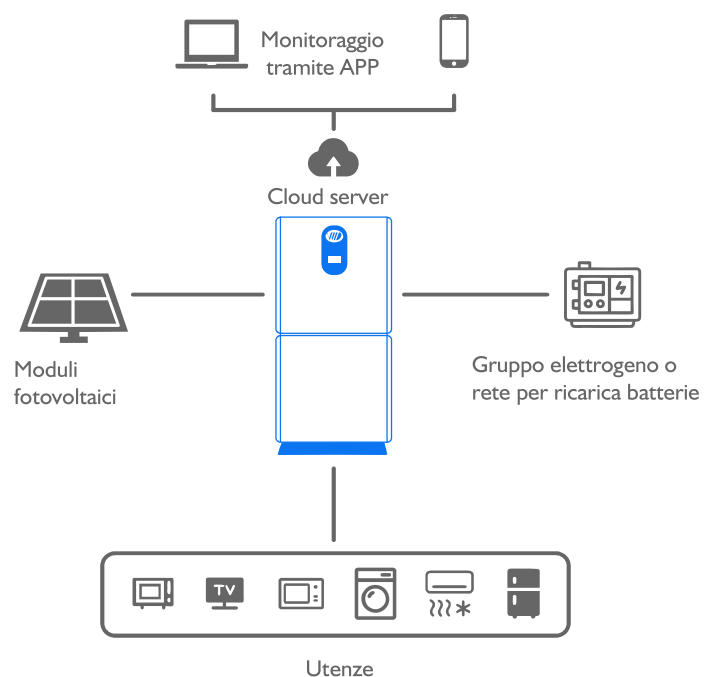 Monitoraggio
tramite APP
Cloud server
Moduli
fotovoltaici
Gruppo elettrogeno o
rete per ricarica batterie
TV
Utenze